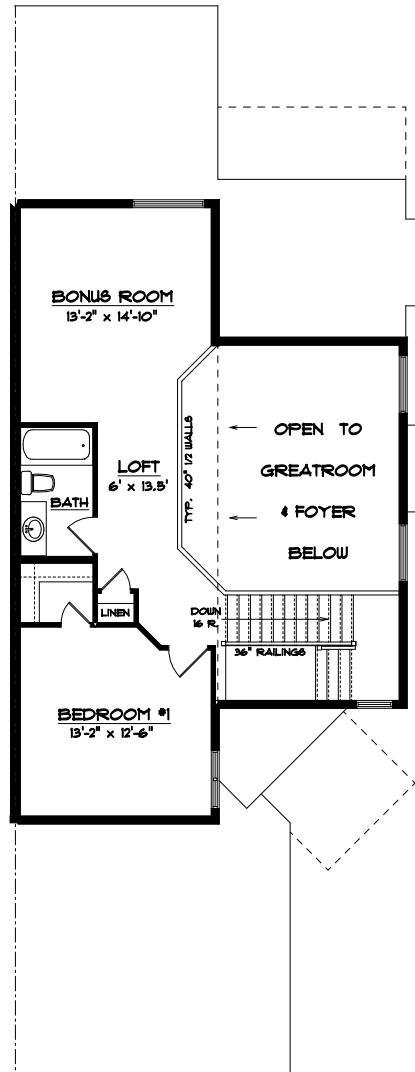 BONUS ROOM
13'-2" x 14'-10"
OPEN TO
GREATROOM
& FOYER
BELOW
TYP. 40" 1/2 WALLS
LOFT
6' x 13.5'
BATH
LINEN
DOWN
16 R.
36" RAILINGS
BEDROOM #1
13'-2" x 12'-6"